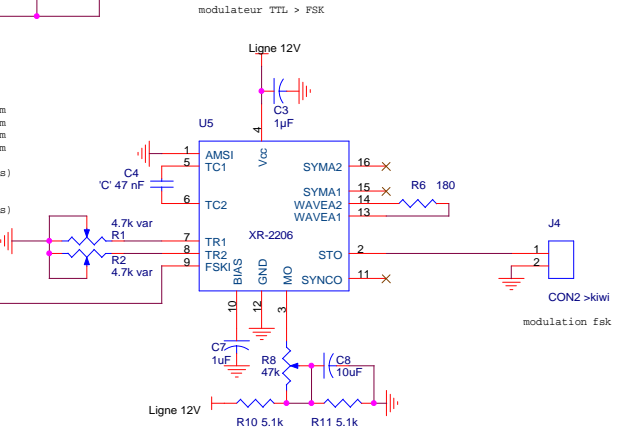 modulateur TTL > FSK
Ligne 12V
C3
1µF
U5
4
m
m
m
m
1
AMSI
Vcc
5
TC1
SYMA2
16
C4
'C' 47 nF
s)
SYMA1
15
R6 180
6
TC2
WAVEA2
14
WAVEA1
13
s)
4.7k var
R1
J4
XR-2206
7
TR1
8
TR2
STO
2
1
9
FSKI
2
R2
4.7k var
BIAS
GND
MO
SYNCO
11
CON2 >kiwi
10
12
3
modulation fsk
C7
1uF
R8
47k
C8
10uF
Ligne 12V
R10 5.1k
R11 5.1k